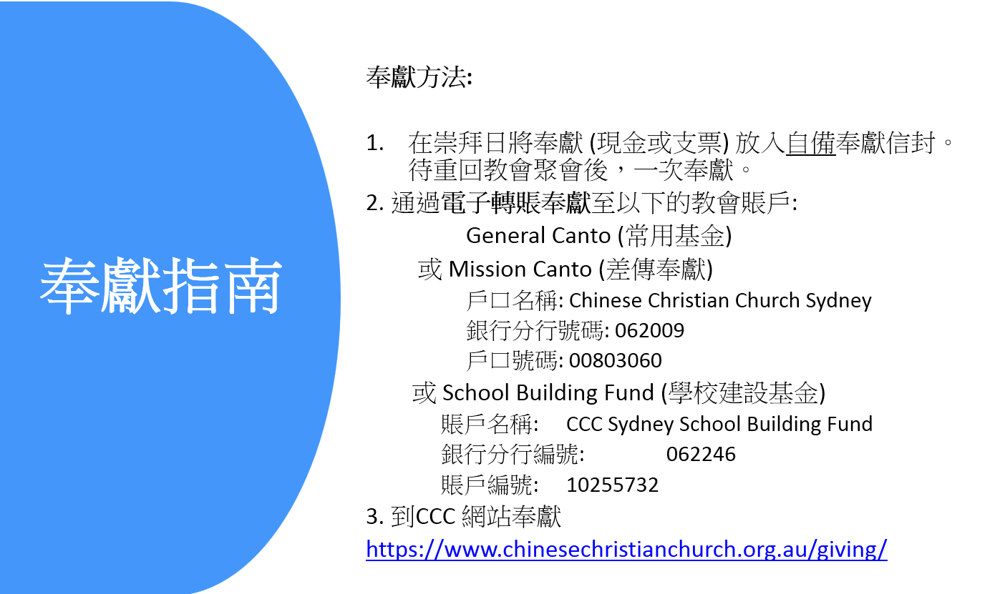 奉獻指南
奉獻方法:
1. 在崇拜日將奉獻 (現金或支票) 放入自備奉獻信封。
待重回教會聚會後，一次奉獻。
2. 通過電子轉賬奉獻至以下的教會賬戶:
General Canto (常用基金)
或 Mission Canto (差傳奉獻)
戶口名稱: Chinese Christian Church Sydney
銀行分行號碼: 062009
戶口號碼: 00803060
或 School Building Fund (學校建設基金)
賬戶名稱: CCC Sydney School Building Fund
銀行分行編號: 062246
賬戶編號: 10255732
3. 到CCC 網站奉獻
https://www.chinesechristianchurch.org.au/giving/